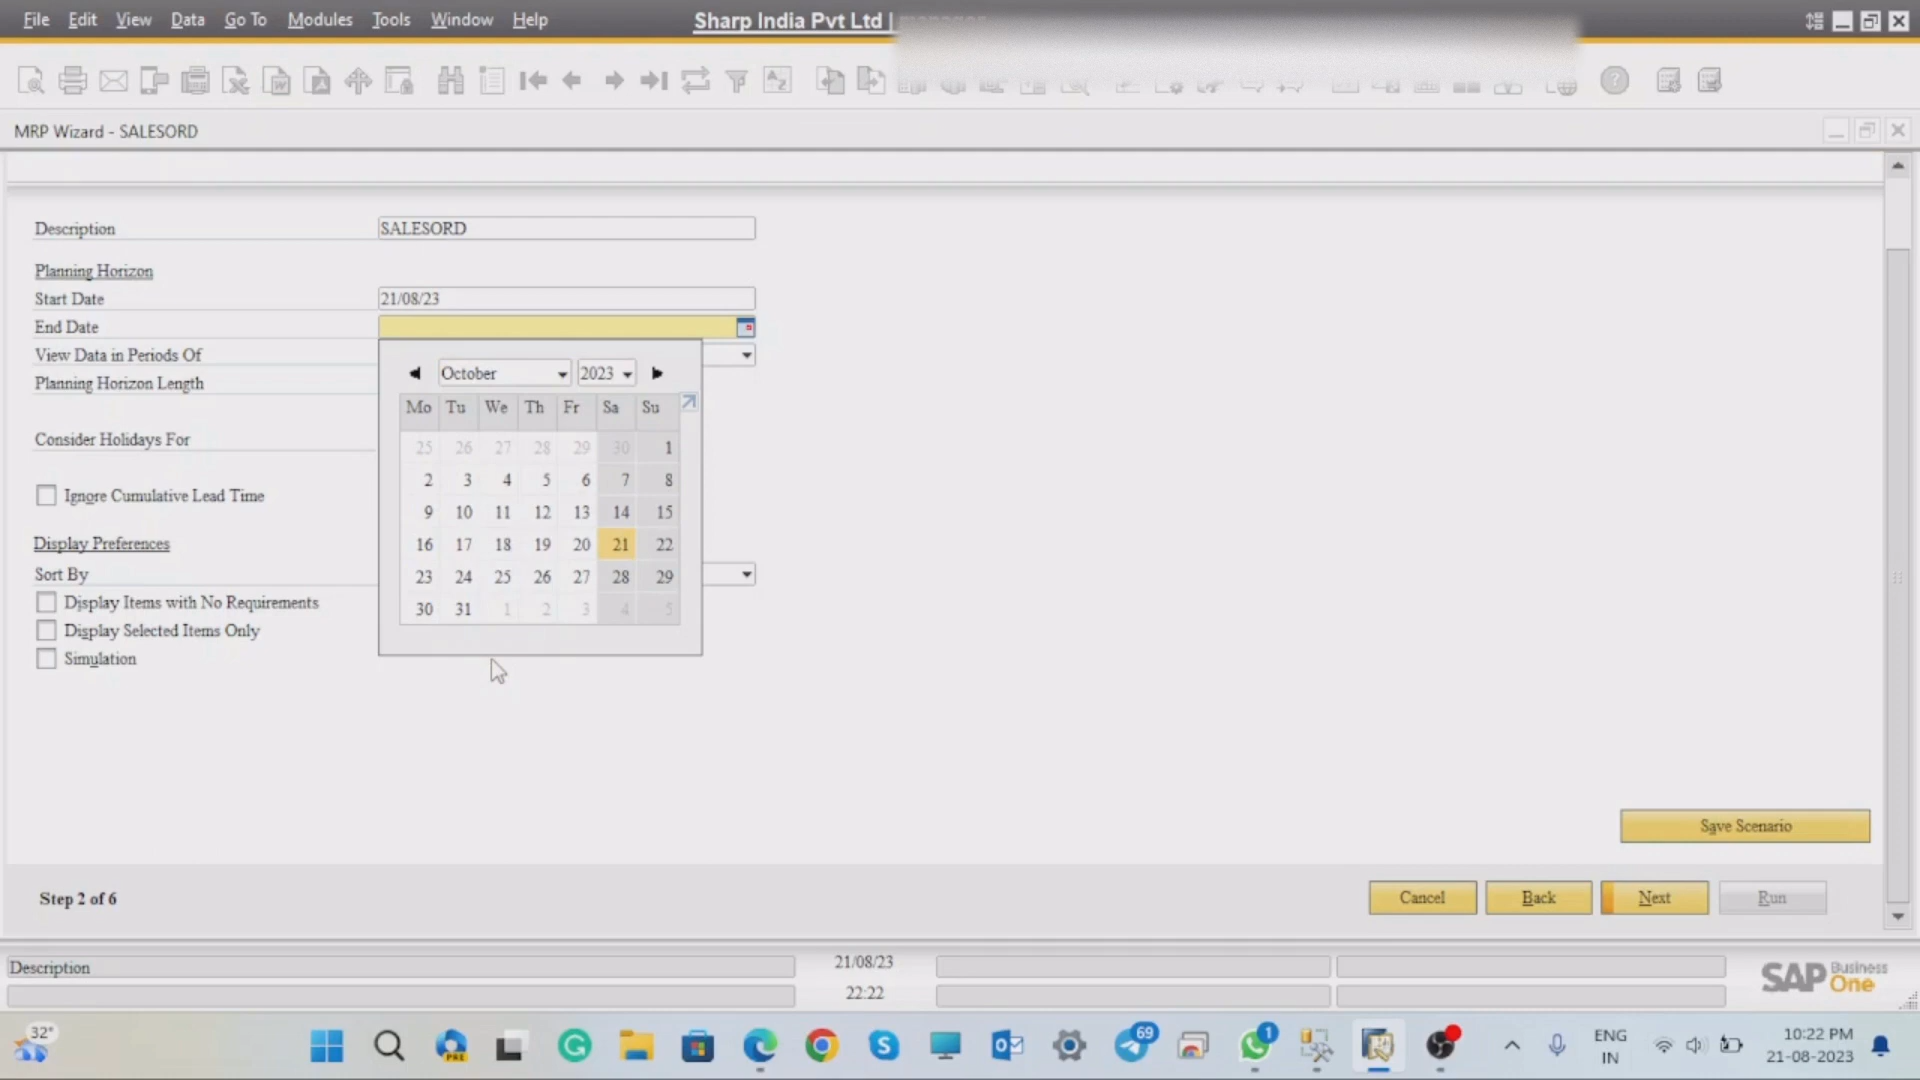 File Edit View Data Go To Modules Tools Window Help
Sharp India Pvt Ltd |
MRP Wizard - SALESORD
Description SALESORD
Planning Horizon
Start Date 21/08/23
End Date
View Data in Periods Of
Planning Horizon Length
Consider Holidays For
Ignore Cumulative Lead Time
Display Preferences
Sort By
Display Items with No Requirements
Display Selected Items Only
Simulation
October 2023
Mo Tu We Th Fr Sa Su
25 26 27 28 29 30 1
2 3 4 5 6 7 8
9 10 11 12 13 14 15
16 17 18 19 20 21 22
23 24 25 26 27 28 29
30 31 1 2 3 4 5
Save Scenario
Step 2 of 6
Cancel Back Next Run
Description 21/08/23
22:22
SAP Business One
32°
PRE
69
1
ENG
IN
10:22 PM
21-08-2023